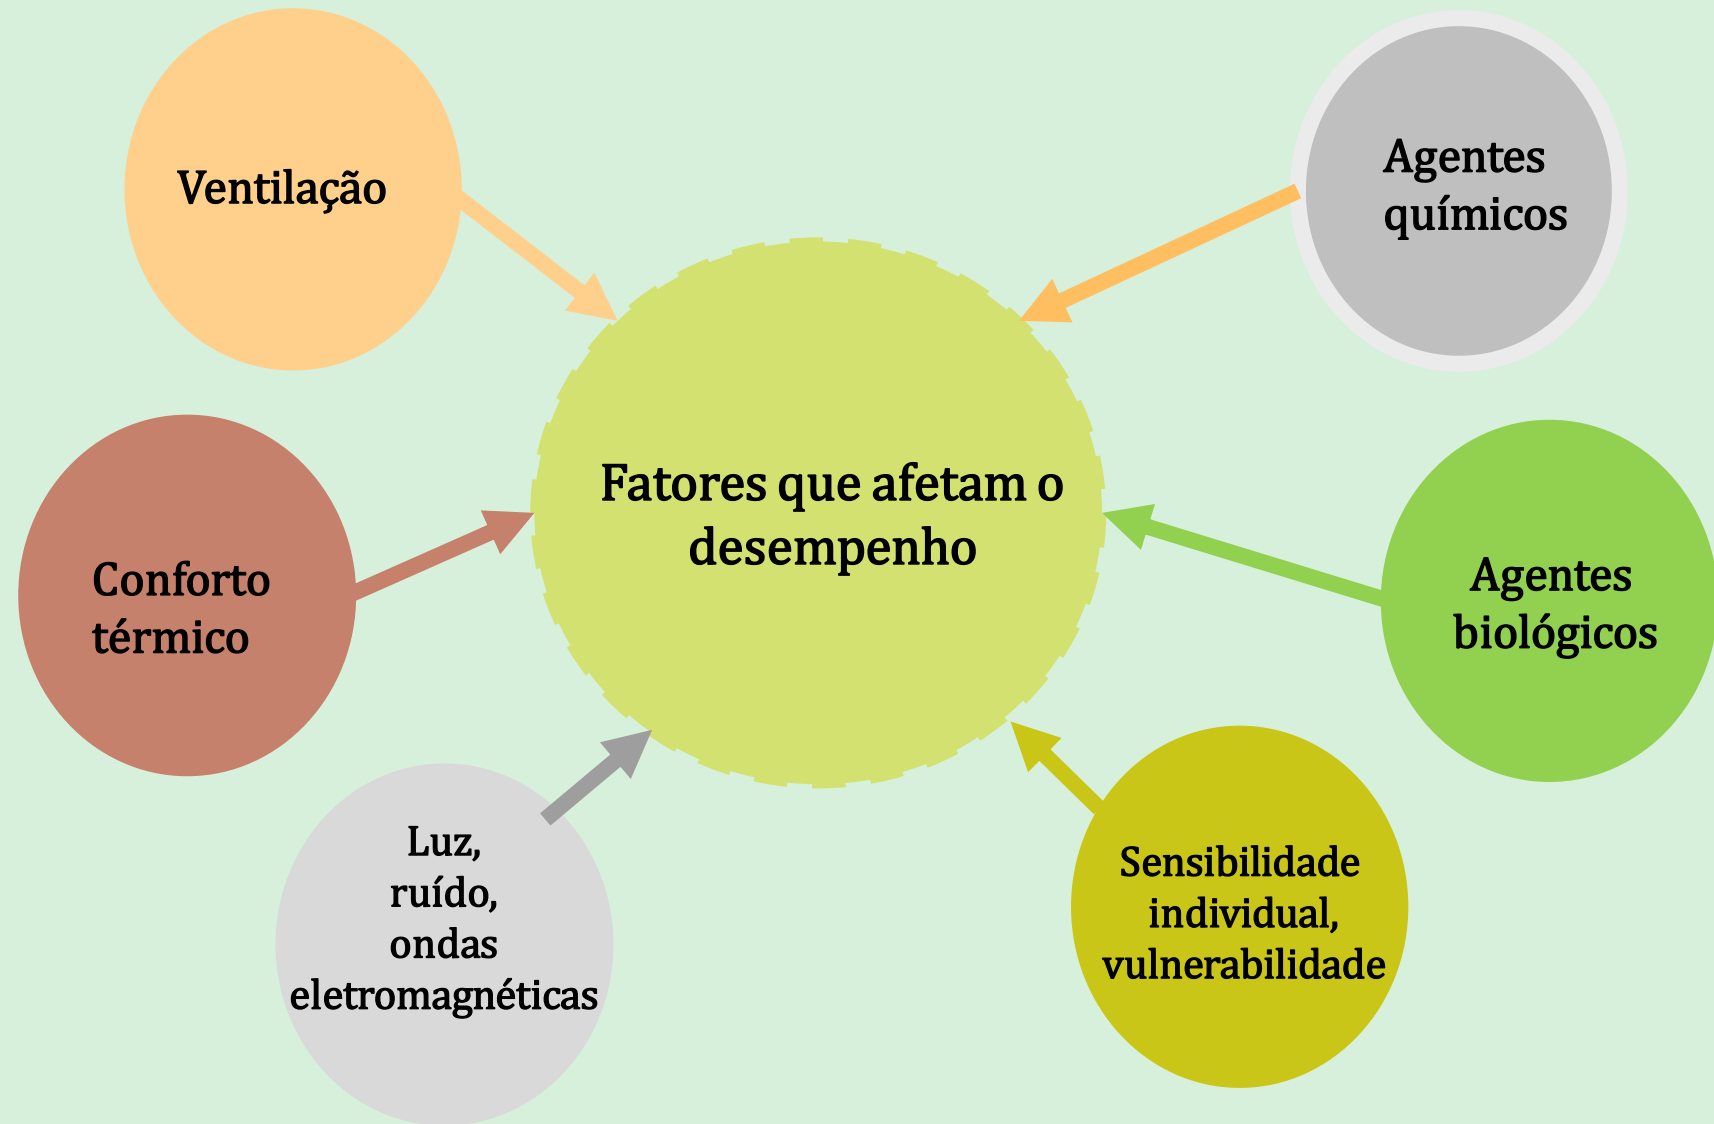 Ventilação
Agentes
químicos
Fatores que afetam o
desempenho
Conforto
térmico
Agentes
biológicos
Luz,
ruído,
ondas
eletromagnéticas
Sensibilidade
individual,
vulnerabilidade